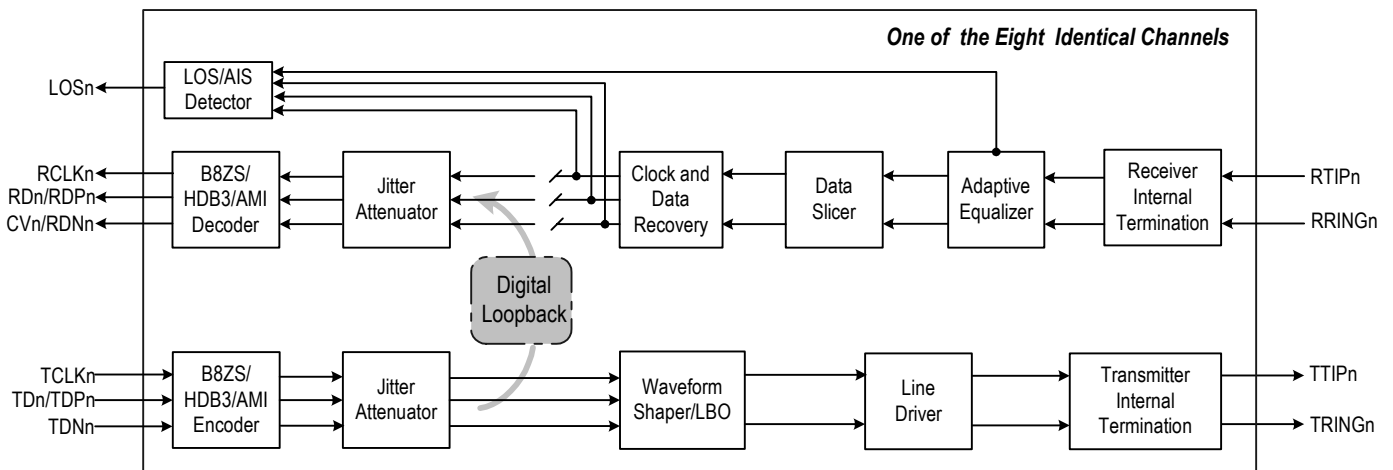 One of the Eight Identical Channels
LOSn
LOS/AIS
Detector
RCLKn
RDn/RDPn
CVn/RDNn
B8ZS/
HDB3/AMI
Decoder
Jitter
Attenuator
Clock and
Data
Recovery
Data
Slicer
Adaptive
Equalizer
Receiver
Internal
Termination
RTIPn
RRINGn
Digital
Loopback
TCLKn
TDn/TDPn
TDNn
B8ZS/
HDB3/AMI
Encoder
Jitter
Attenuator
Waveform
Shaper/LBO
Line
Driver
Transmitter
Internal
Termination
TTIPn
TRINGn